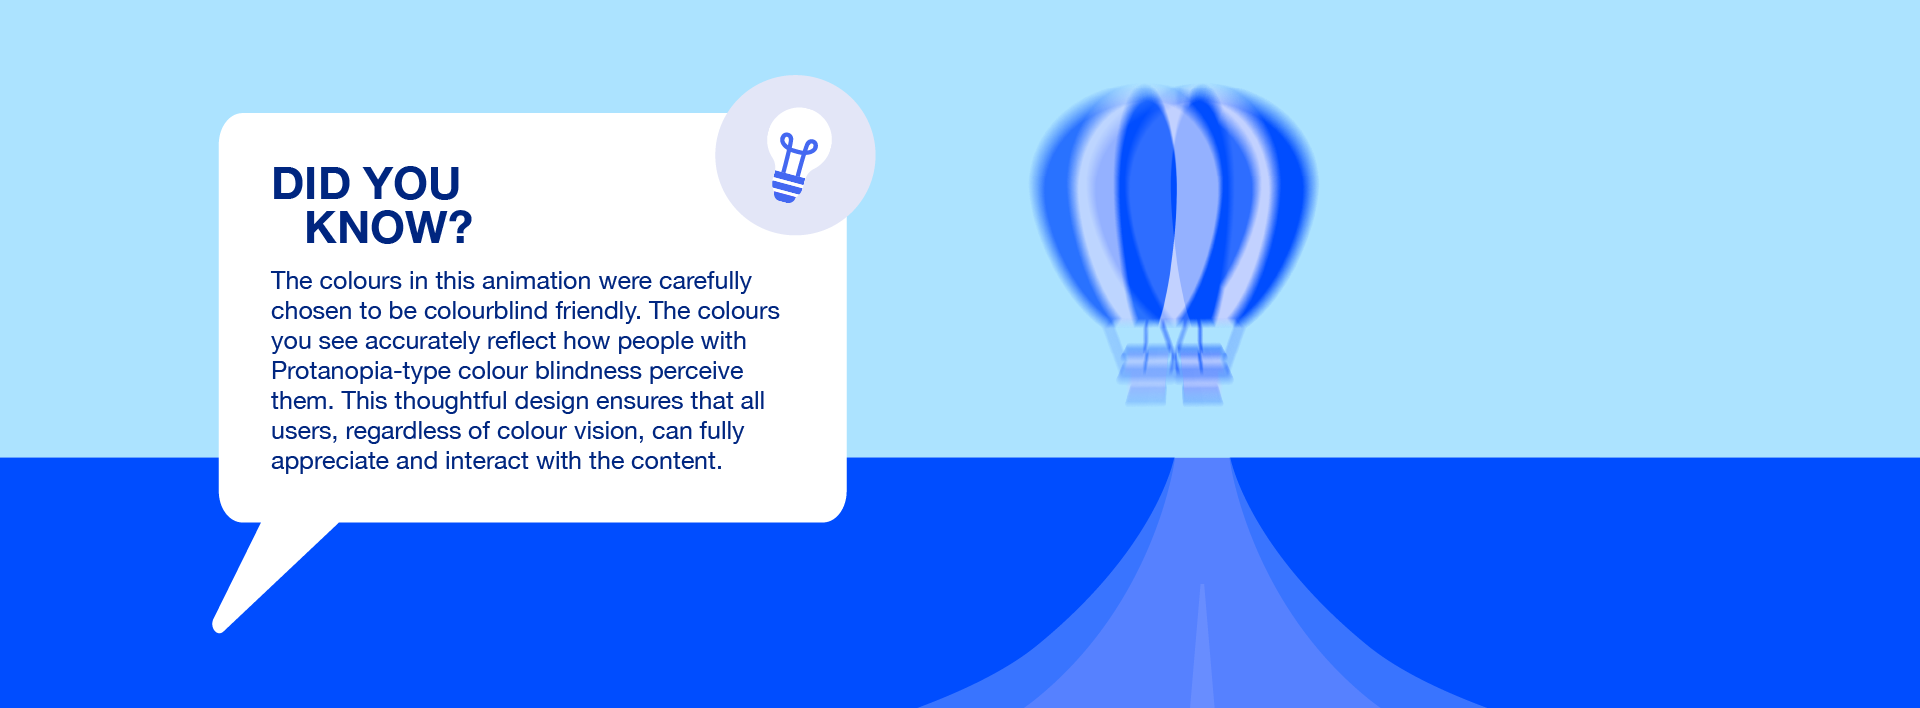 DID YOU
KNOW?
The colours in this animation were carefully
chosen to be colourblind friendly. The colours
you see accurately reflect how people with
Protanopia-type colour blindness perceive
them. This thoughtful design ensures that all
users, regardless of colour vision, can fully
appreciate and interact with the content.